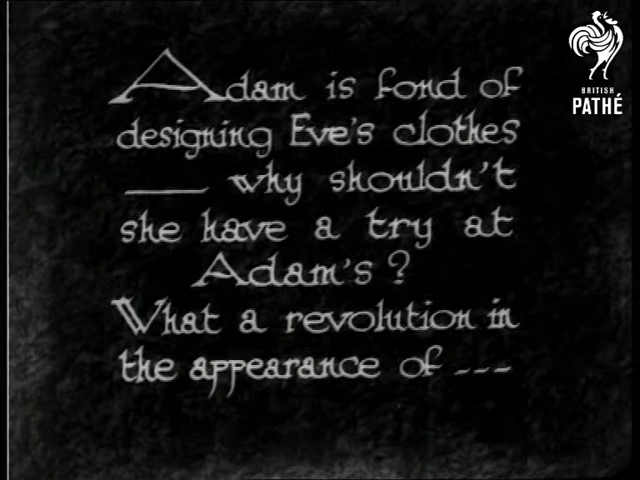 Adam is fond of
designing Eve's clothes
— why shouldn't
she have a try at
Adam's?
What a revolution in
the appearance of ---
BRITISH
PATHÉ